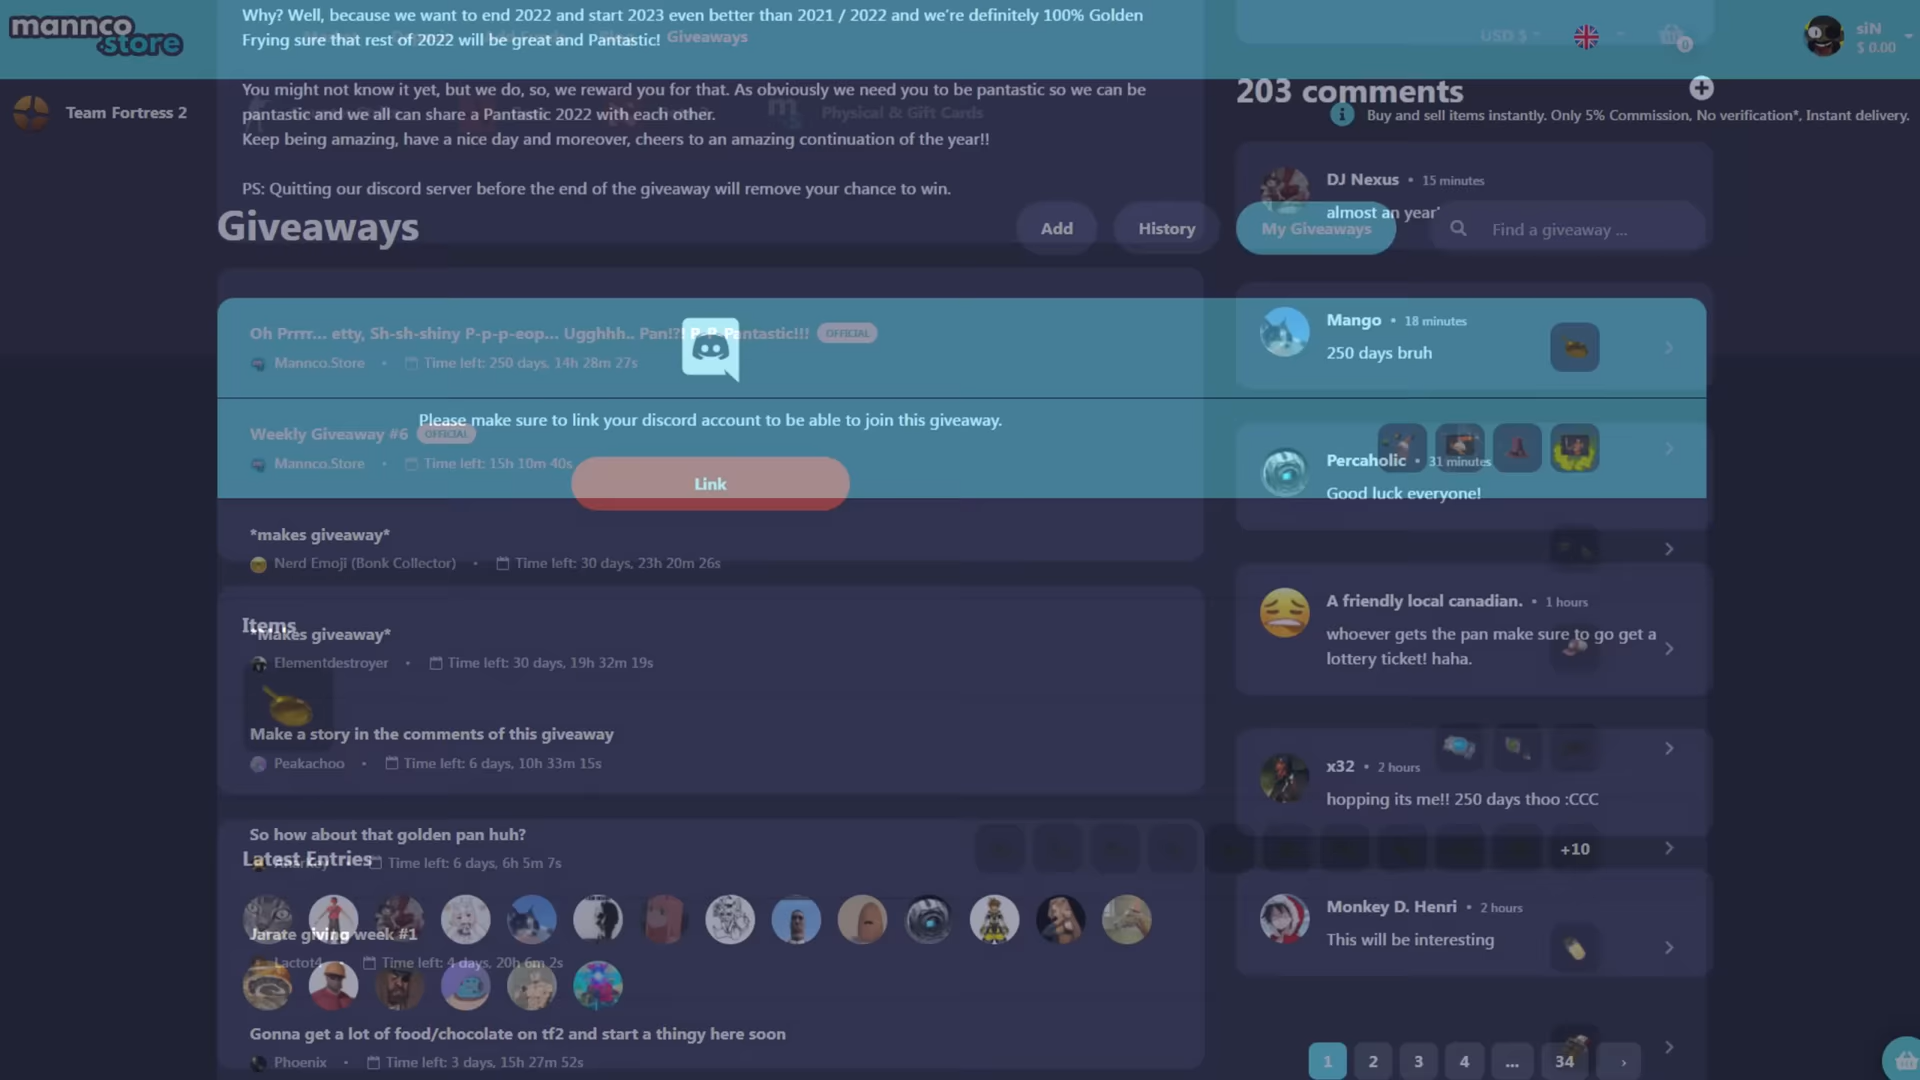 mannco
.store
Why? Well, because we want to end 2022 and start 2023 even better than 2021 / 2022 and we're definitely 100% Golden
Frying sure that rest of 2022 will be great and Pantastic!
Giveaways
USD $
0
siN
$ 0.00
Team Fortress 2
You might not know it yet, but we do, so, we reward you for that. As obviously we need you to be pantastic so we can be
pantastic and we all can share a Pantastic 2022 with each other.
Physical & Gift Cards
Keep being amazing, have a nice day and moreover, cheers to an amazing continuation of the year!!
PS: Quitting our discord server before the end of the giveaway will remove your chance to win.
203 comments
Buy and sell items instantly. Only 5% Commission, No verification*, Instant delivery.
Giveaways
Add
History
My Giveaways
Find a giveaway ...
Oh Prrrr... etty, Sh-sh-shiny P-p-p-eop... Ugghhh.. Pan!?! P-P-Pantastic!!!
OFFICIAL
Mannco.Store • Time left: 250 days, 14h 28m 27s
Please make sure to link your discord account to be able to join this giveaway.
Link
Weekly Giveaway #6
OFFICIAL
Mannco.Store • Time left: 15h 10m 40s
*makes giveaway*
Nerd Emoji (Bonk Collector) • Time left: 30 days, 23h 20m 26s
Items
*Makes giveaway*
Elementdestroyer • Time left: 30 days, 19h 32m 19s
Make a story in the comments of this giveaway
Peakachoo • Time left: 6 days, 10h 33m 15s
So how about that golden pan huh?
Latest Entries
Time left: 6 days, 6h 5m 7s
+10
Jarate giving week #1
Lactot4 Time left: 4 days, 20h 6m 2s
Gonna get a lot of food/chocolate on tf2 and start a thingy here soon
Phoenix • Time left: 3 days, 15h 27m 52s
DJ Nexus • 15 minutes
almost an year
Mango • 18 minutes
250 days bruh
Percaholic • 31 minutes
Good luck everyone!
A friendly local canadian. • 1 hours
whoever gets the pan make sure to go get a
lottery ticket! haha.
x32 • 2 hours
hopping its me!! 250 days thoo :CCC
Monkey D. Henri • 2 hours
This will be interesting
1 2 3 4 ... 34 ›